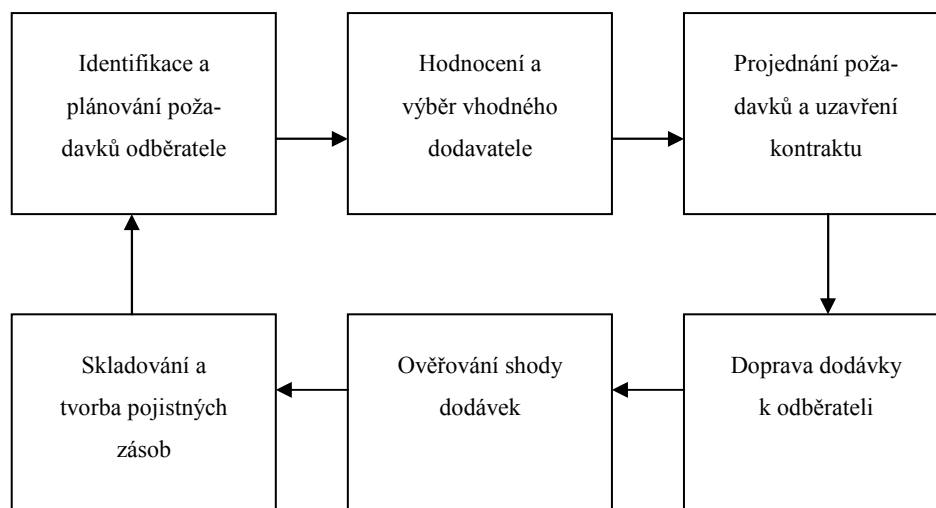 Identifikace a
plánování poža-
davků odběratele
Hodnocení a
výběr vhodného
dodavatele
Projednání poža-
davků a uzavření
kontraktu
Skladování a
tvorba pojistných
zásob
Ověřování shody
dodávek
Doprava dodávky
k odběrateli